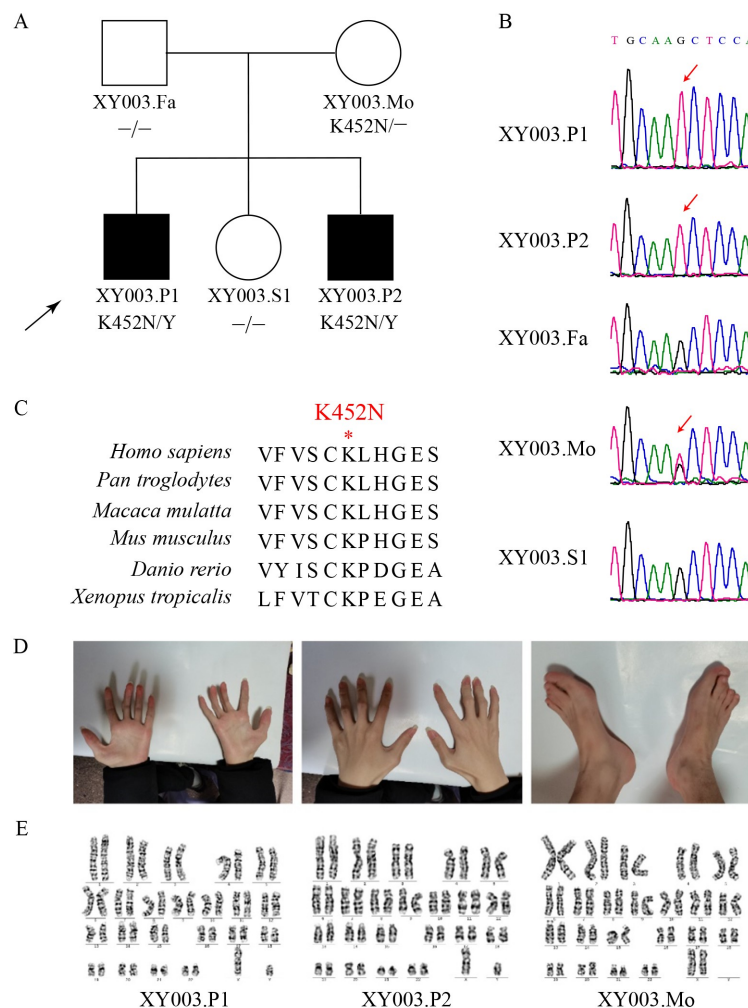 A
XY003.Fa
–/–
XY003.Mo
K452N/–
XY003.P1
K452N/Y
XY003.S1
–/–
XY003.P2
K452N/Y
B
T G C A A G C T C C A
XY003.P1
XY003.P2
XY003.Fa
XY003.Mo
XY003.S1
C
K452N
*
Homo sapiens V F V S C K L H G E S
Pan troglodytes V F V S C K L H G E S
Macaca mulatta V F V S C K L H G E S
Mus musculus V F V S C K P H G E S
Danio rerio V Y I S C K P D G E A
Xenopus tropicalis L F V T C K P E G E A
D
E
XY003.P1
XY003.P2
XY003.Mo